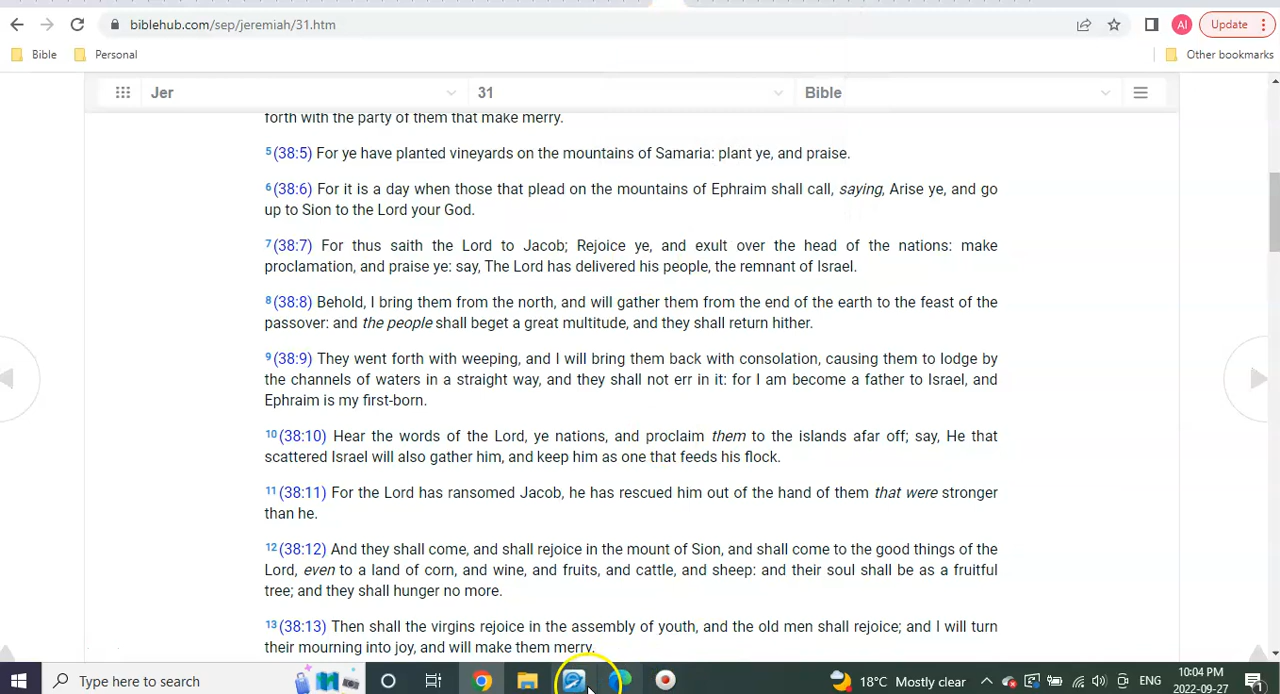 biblehub.com/sep/jeremiah/31.htm
AI
Update
Bible
Personal
Other bookmarks
Jer
31
Bible
forth with the party of them that make merry.
5 (38:5) For ye have planted vineyards on the mountains of Samaria: plant ye, and praise.
6 (38:6) For it is a day when those that plead on the mountains of Ephraim shall call, saying, Arise ye, and go
up to Sion to the Lord your God.
7 (38:7) For thus saith the Lord to Jacob; Rejoice ye, and exult over the head of the nations: make
proclamation, and praise ye: say, The Lord has delivered his people, the remnant of Israel.
8 (38:8) Behold, I bring them from the north, and will gather them from the end of the earth to the feast of the
passover: and the people shall beget a great multitude, and they shall return hither.
9 (38:9) They went forth with weeping, and I will bring them back with consolation, causing them to lodge by
the channels of waters in a straight way, and they shall not err in it: for I am become a father to Israel, and
Ephraim is my first-born.
10 (38:10) Hear the words of the Lord, ye nations, and proclaim them to the islands afar off; say, He that
scattered Israel will also gather him, and keep him as one that feeds his flock.
11 (38:11) For the Lord has ransomed Jacob, he has rescued him out of the hand of them that were stronger
than he.
12 (38:12) And they shall come, and shall rejoice in the mount of Sion, and shall come to the good things of the
Lord, even to a land of corn, and wine, and fruits, and cattle, and sheep: and their soul shall be as a fruitful
tree; and they shall hunger no more.
13 (38:13) Then shall the virgins rejoice in the assembly of youth, and the old men shall rejoice; and I will turn
their mourning into joy, and will make them merry.
Type here to search
18°C Mostly clear
ENG
10:04 PM
2022-09-27
1